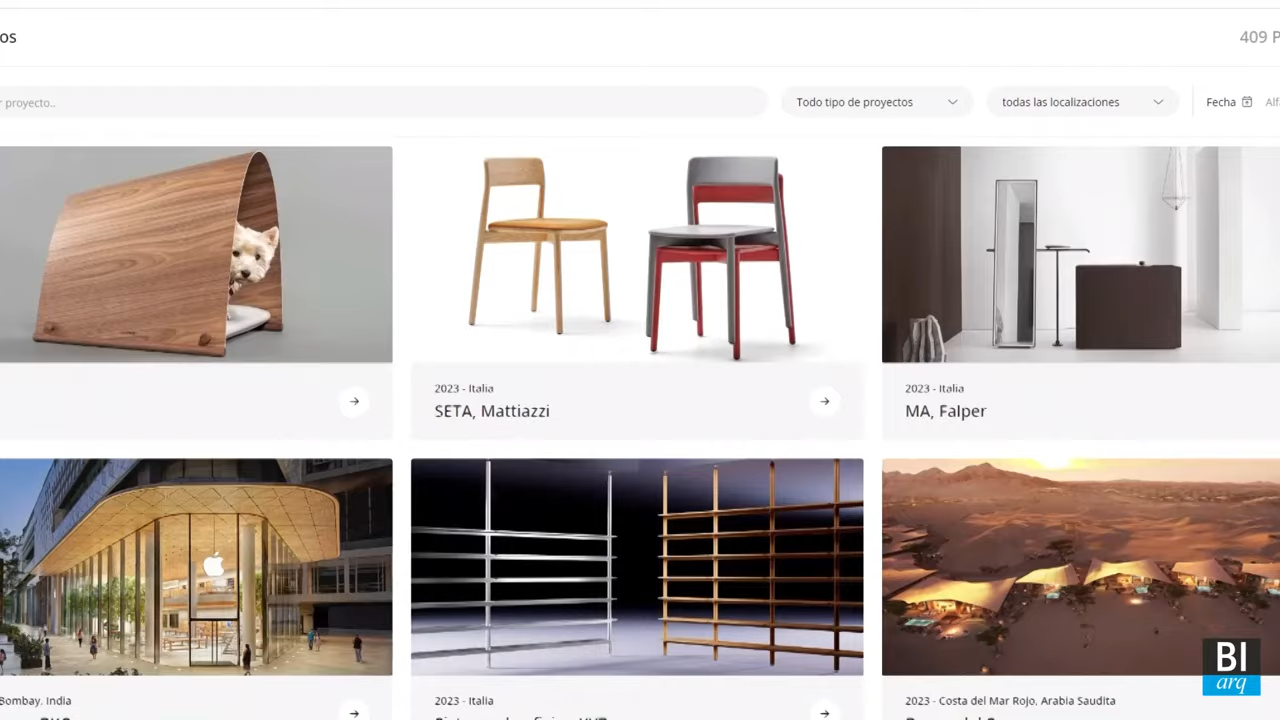 os
409 P
r proyecto..
Todo tipo de proyectos
todas las localizaciones
Fecha
Alf
2023 - Italia
SETA, Mattiazzi
2023 - Italia
MA, Falper
Bombay, India
2023 - Italia
2023 - Costa del Mar Rojo, Arabia Saudita
BI
arq